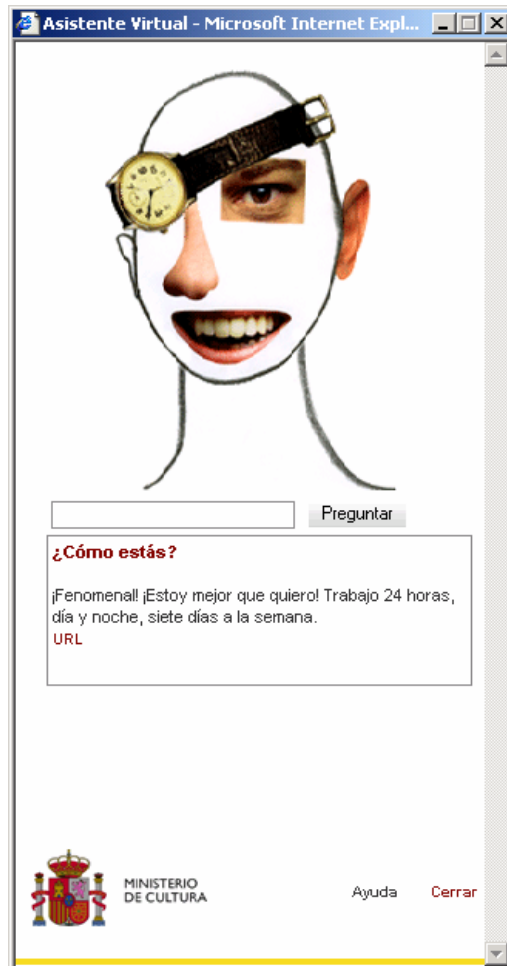 Asistente Virtual - Microsoft Internet Expl...
Preguntar
¿Cómo estás?
¡Fenomenal! ¡Estoy mejor que quiero! Trabajo 24 horas,
día y noche, siete días a la semana.
URL
MINISTERIO
DE CULTURA
Ayuda
Cerrar